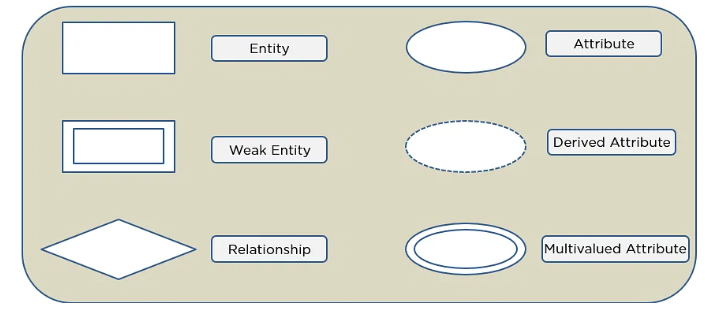 Entity
Attribute
Weak Entity
Derived Attribute
Relationship
Multivalued Attribute